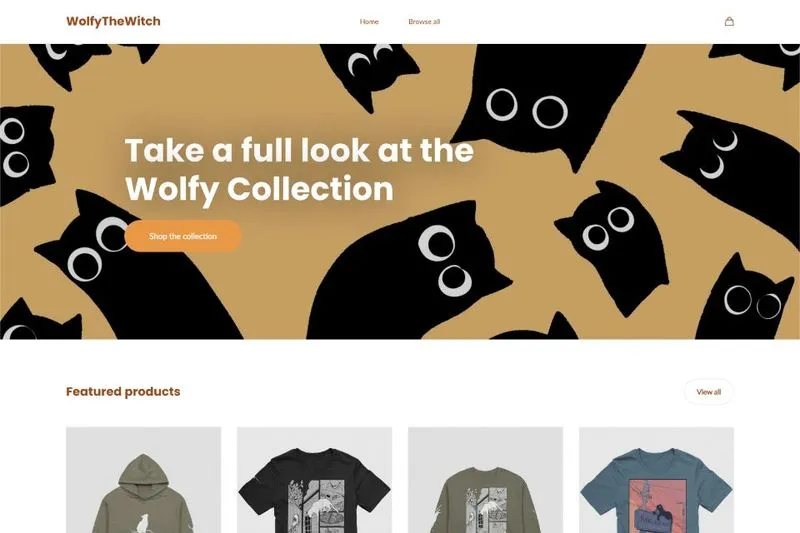 WolfyTheWitch
Home
Browse all
Take a full look at the
Wolfy Collection
Shop the collection
Featured products
View all